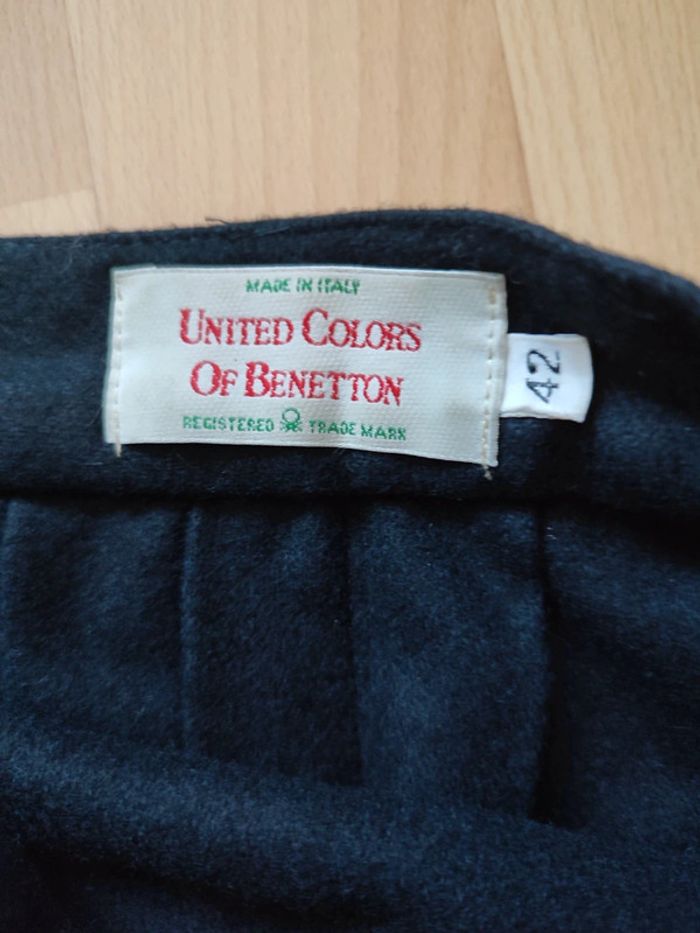 MADE IN ITALY
UNITED COLORS
OF BENETTON
REGISTERED TRADE MARK
42